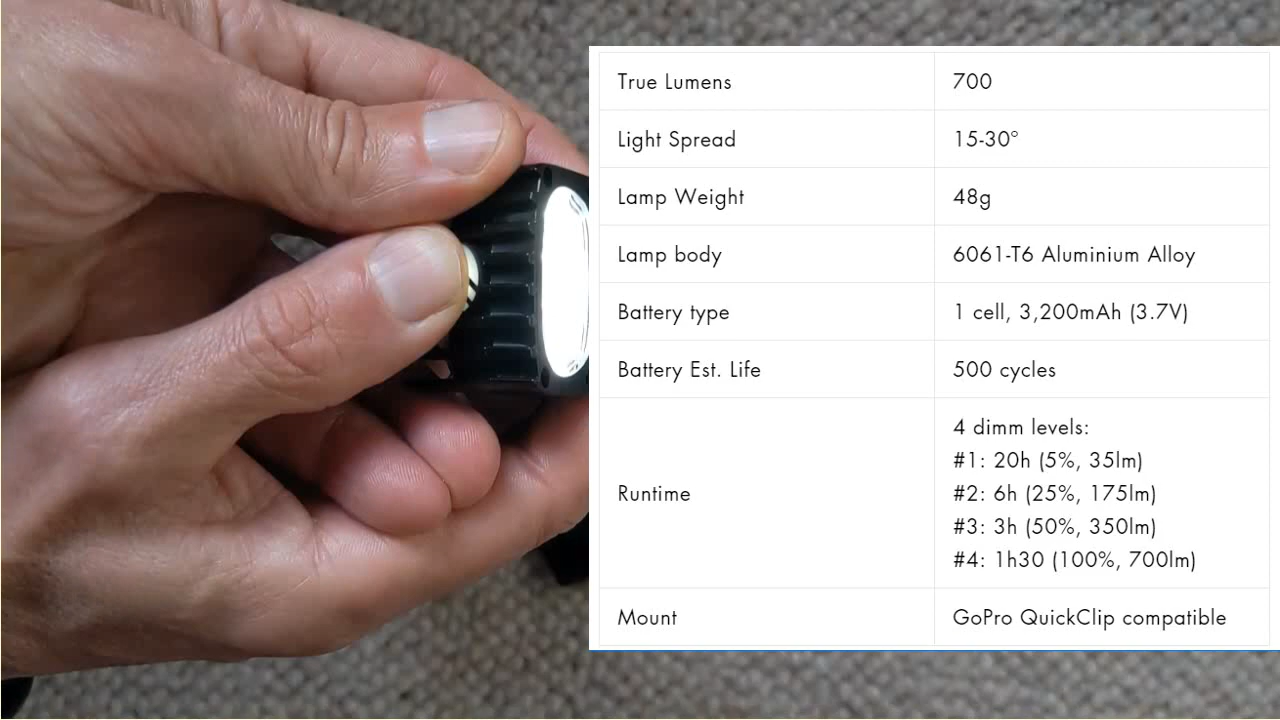 True Lumens 700
Light Spread 15-30°
Lamp Weight 48g
Lamp body 6061-T6 Aluminium Alloy
Battery type 1 cell, 3,200mAh (3.7V)
Battery Est. Life 500 cycles
Runtime
4 dimm levels:
#1: 20h (5%, 35lm)
#2: 6h (25%, 175lm)
#3: 3h (50%, 350lm)
#4: 1h30 (100%, 700lm)
Mount GoPro QuickClip compatible